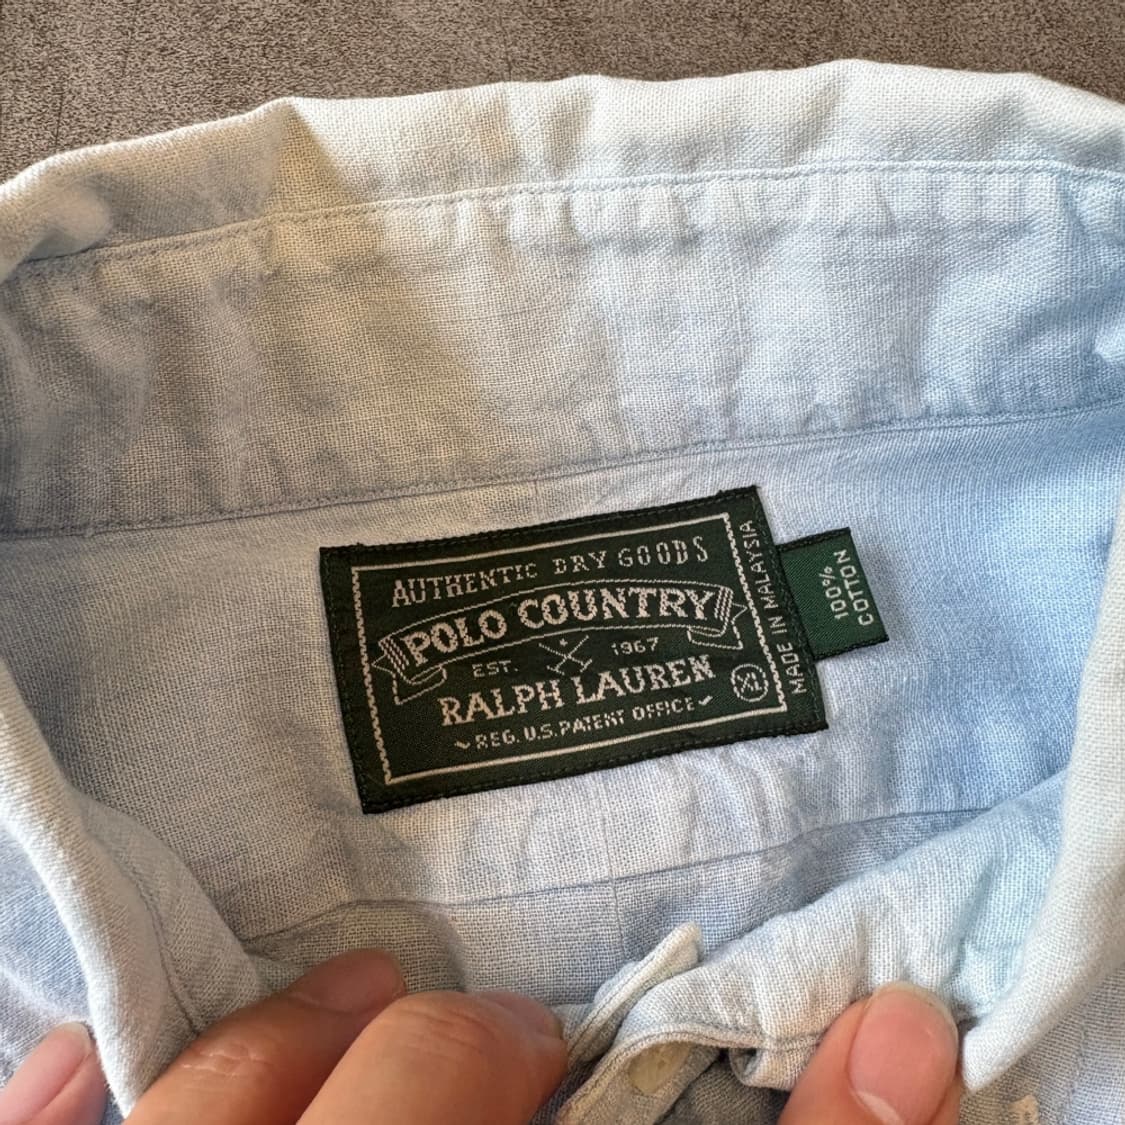 AUTHENTIC DRY GOODS
POLO COUNTRY
EST. 1967
RALPH LAUREN
XL
REG. U.S. PATENT OFFICE
MADE IN MALAYSIA
100%
COTTON